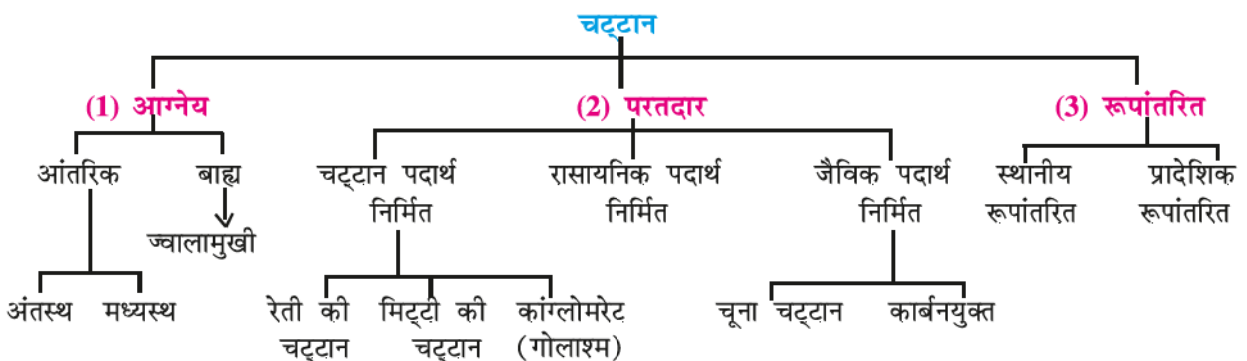 चट्टान
(1) आग्नेय (2) परतदार (3) रूपांतरित
आंतरिक बाह्य चट्टान पदार्थ रासायनिक पदार्थ जैविक पदार्थ स्थानीय प्रादेशिक
निर्मित निर्मित निर्मित रूपांतरित रूपांतरित
ज्वालामुखी
अंतस्थ मध्यस्थ रेती की मिट्टी की कांग्लोमरेट चूना चट्टान कार्बनयुक्त
चट्टान चट्टान (गोलाश्म)